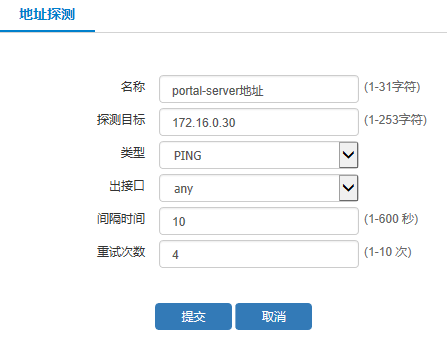 地址探测
名称 portal-server地址 (1-31字符)
探测目标 172.16.0.30 (1-253字符)
类型 PING
出接口 any
间隔时间 10 (1-600 秒)
重试次数 4 (1-10 次)
提交 取消